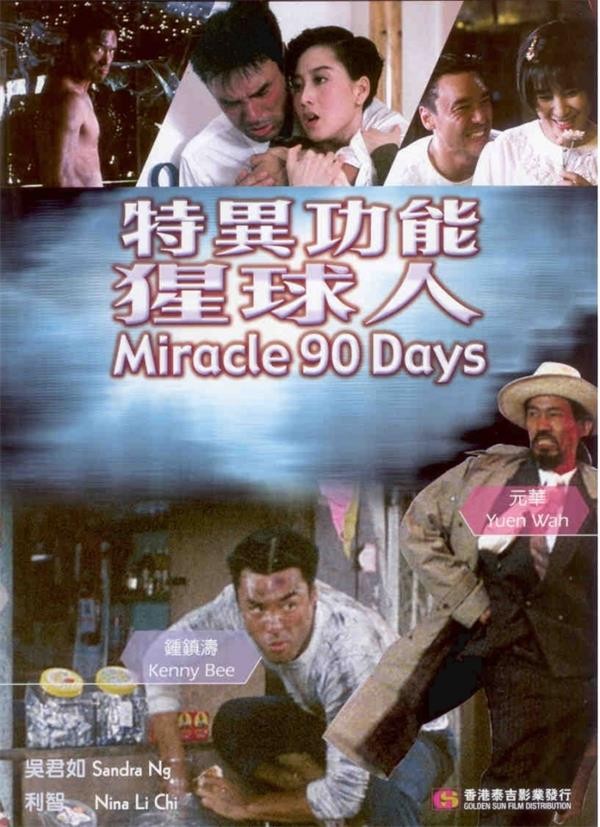 特異功能
猩球人
Miracle 90 Days
元華
Yuen Wah
鍾鎮濤
Kenny Bee
吳君如 Sandra Ng
利智 Nina Li Chi
香港泰吉影業發行
GOLDEN SUN FILM DISTRIBUTION